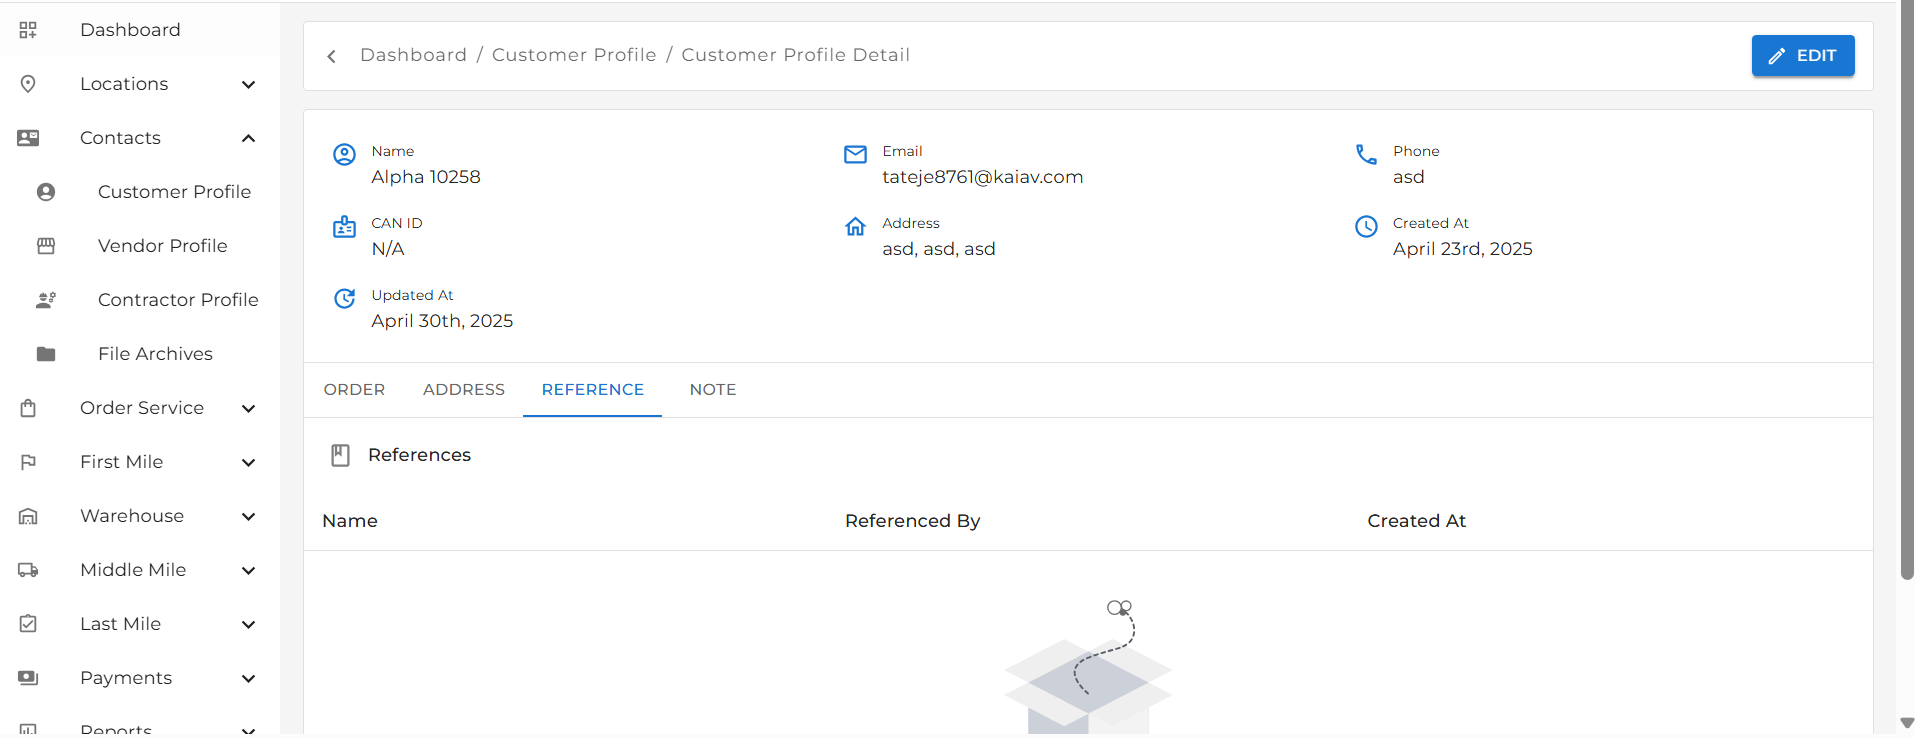 Dashboard
Locations
Contacts
Customer Profile
Vendor Profile
Contractor Profile
File Archives
Order Service
First Mile
Warehouse
Middle Mile
Last Mile
Payments
Reports
Dashboard / Customer Profile / Customer Profile Detail
EDIT
Name
Alpha 10258
Email
tateje8761@kaiav.com
Phone
asd
CAN ID
N/A
Address
asd, asd, asd
Created At
April 23rd, 2025
Updated At
April 30th, 2025
ORDER ADDRESS REFERENCE NOTE
References
Name Referenced By Created At